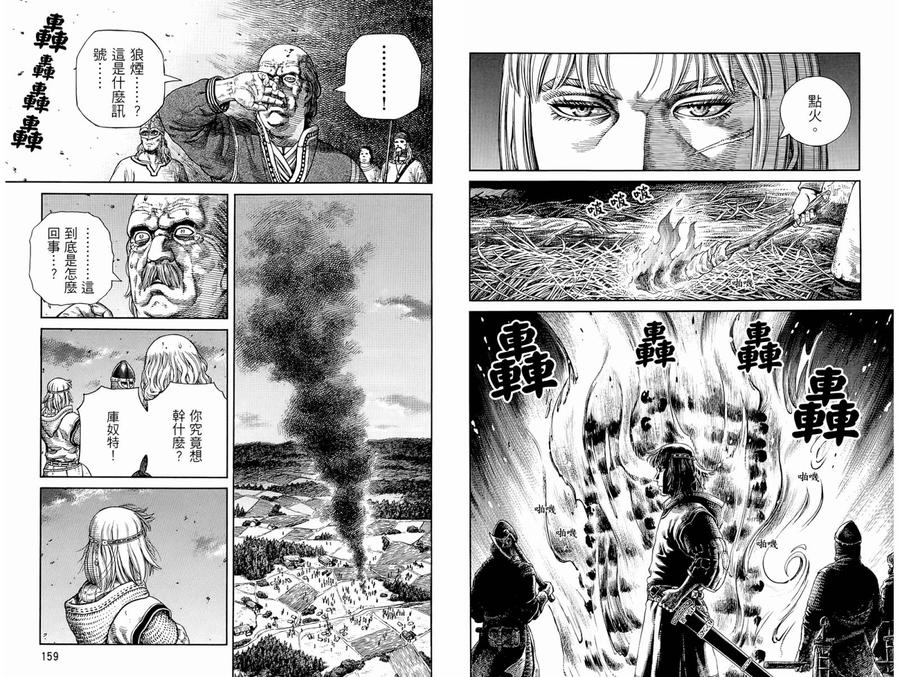 點火。
啵
啵
啵
啪嘰
轟
轟
轟
轟
啪嘰
啪嘰
啪嘰
啪嘰
…………！
狼煙……？
這是什麼訊
號……
轟
轟
轟
轟
…………這
到底是怎麼
回事…？
你究竟想
幹什麼？
庫奴特！
159